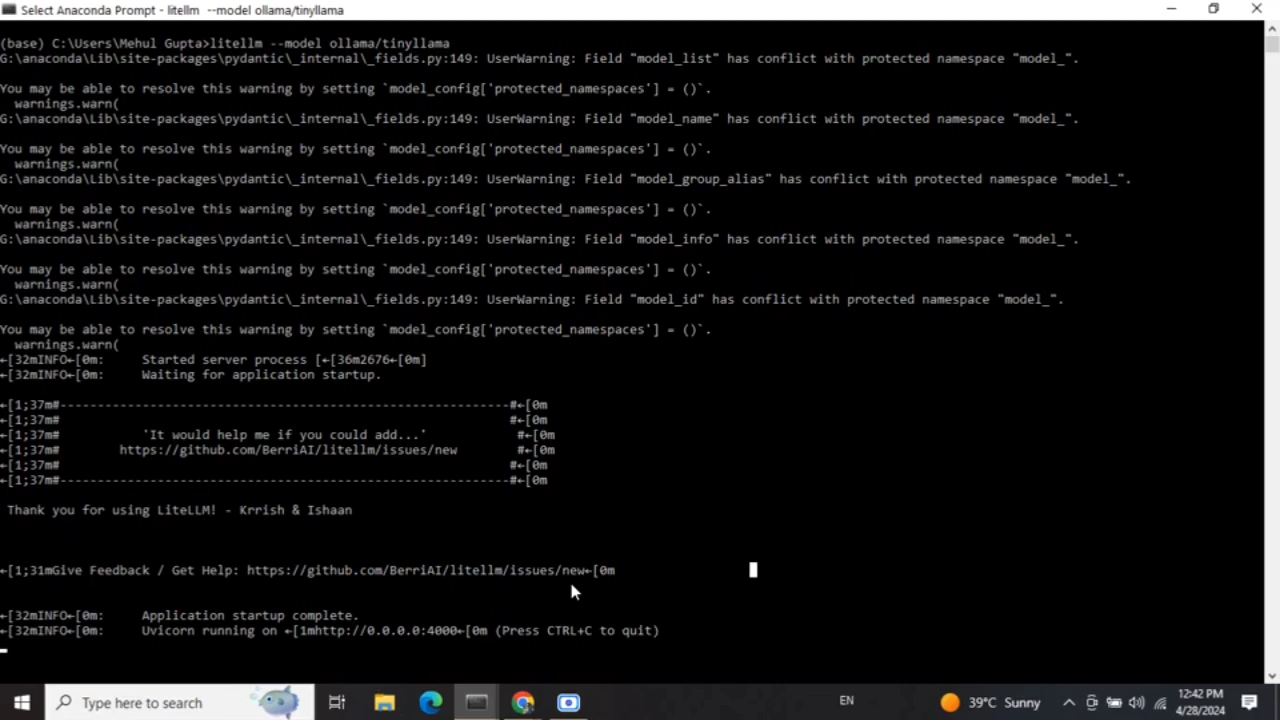 Select Anaconda Prompt - litellm  --model ollama/tinyllama
(base) C:\Users\Mehul Gupta>litellm --model ollama/tinyllama
G:\anaconda\Lib\site-packages\pydantic\_internal\_fields.py:149: UserWarning: Field "model_list" has conflict with protected namespace "model_".
You may be able to resolve this warning by setting `model_config['protected_namespaces'] = ()`.
  warnings.warn(
G:\anaconda\Lib\site-packages\pydantic\_internal\_fields.py:149: UserWarning: Field "model_name" has conflict with protected namespace "model_".
You may be able to resolve this warning by setting `model_config['protected_namespaces'] = ()`.
  warnings.warn(
G:\anaconda\Lib\site-packages\pydantic\_internal\_fields.py:149: UserWarning: Field "model_group_alias" has conflict with protected namespace "model_".
You may be able to resolve this warning by setting `model_config['protected_namespaces'] = ()`.
  warnings.warn(
G:\anaconda\Lib\site-packages\pydantic\_internal\_fields.py:149: UserWarning: Field "model_info" has conflict with protected namespace "model_".
You may be able to resolve this warning by setting `model_config['protected_namespaces'] = ()`.
  warnings.warn(
G:\anaconda\Lib\site-packages\pydantic\_internal\_fields.py:149: UserWarning: Field "model_id" has conflict with protected namespace "model_".
You may be able to resolve this warning by setting `model_config['protected_namespaces'] = ()`.
  warnings.warn(
←[32mINFO←[0m:     Started server process [←[36m2676←[0m]
←[32mINFO←[0m:     Waiting for application startup.
←[1;37m#------------------------------------------------------------#←[0m
←[1;37m#                                                            #←[0m
←[1;37m#           'It would help me if you could add...'            #←[0m
←[1;37m#        https://github.com/BerriAI/litellm/issues/new        #←[0m
←[1;37m#                                                            #←[0m
←[1;37m#------------------------------------------------------------#←[0m
 Thank you for using LiteLLM! - Krrish & Ishaan
←[1;31mGive Feedback / Get Help: https://github.com/BerriAI/litellm/issues/new←[0m
←[32mINFO←[0m:     Application startup complete.
←[32mINFO←[0m:     Uvicorn running on ←[1mhttp://0.0.0.0:4000←[0m (Press CTRL+C to quit)
Type here to search
EN
39°C  Sunny
12:42 PM
4/28/2024